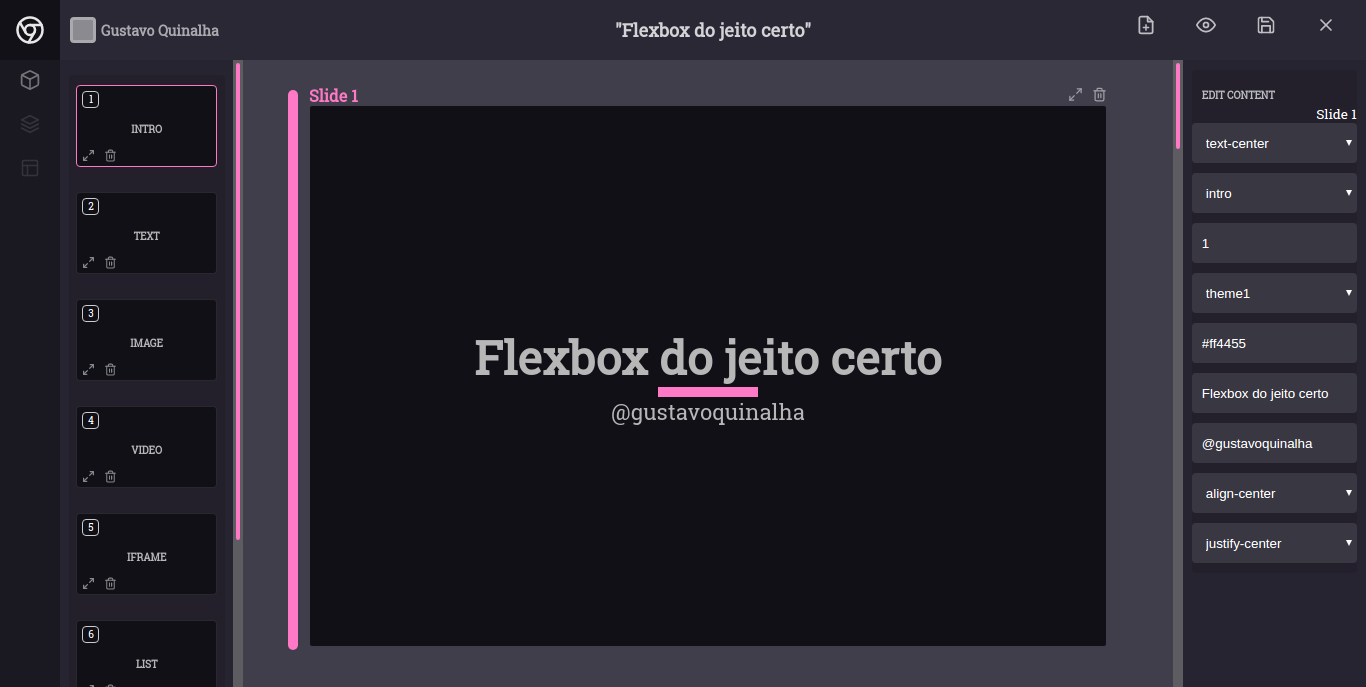 Gustavo Quinalha
"Flexbox do jeito certo"
1
INTRO
2
TEXT
3
IMAGE
4
VIDEO
5
IFRAME
6
LIST
Slide 1
Flexbox do jeito certo
@gustavoquinalha
EDIT CONTENT
Slide 1
text-center
intro
1
theme1
#ff4455
Flexbox do jeito certo
@gustavoquinalha
align-center
justify-center